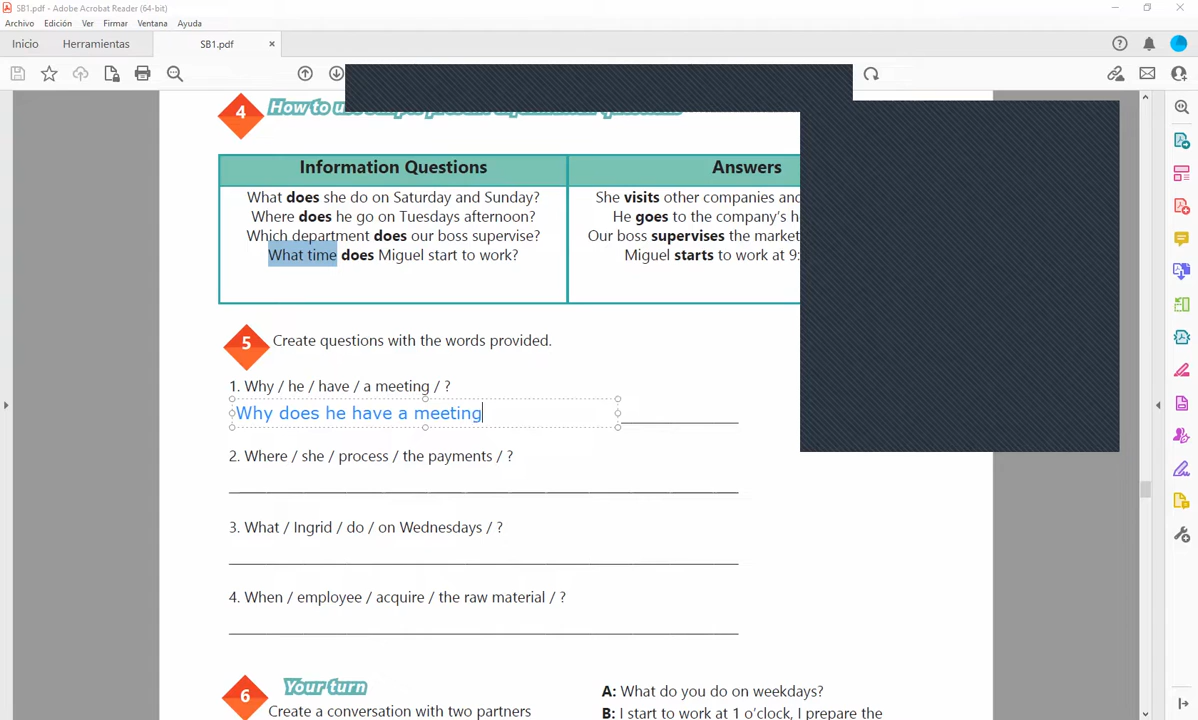 SB1.pdf - Adobe Acrobat Reader (64-bit)
Archivo Edición Ver Firmar Ventana Ayuda
Inicio Herramientas SB1.pdf ×
4 How to u
Information Questions
What does she do on Saturday and Sunday?
Where does he go on Tuesdays afternoon?
Which department does our boss supervise?
What time does Miguel start to work?
Answers
She visits other companies and
He goes to the company's h
Our boss supervises the market
Miguel starts to work at 9:
5 Create questions with the words provided.
1. Why / he / have / a meeting / ?
Why does he have a meeting
2. Where / she / process / the payments / ?
3. What / Ingrid / do / on Wednesdays / ?
4. When / employee / acquire / the raw material / ?
6 Your turn
Create a conversation with two partners
A: What do you do on weekdays?
B: I start to work at 1 o'clock, I prepare the